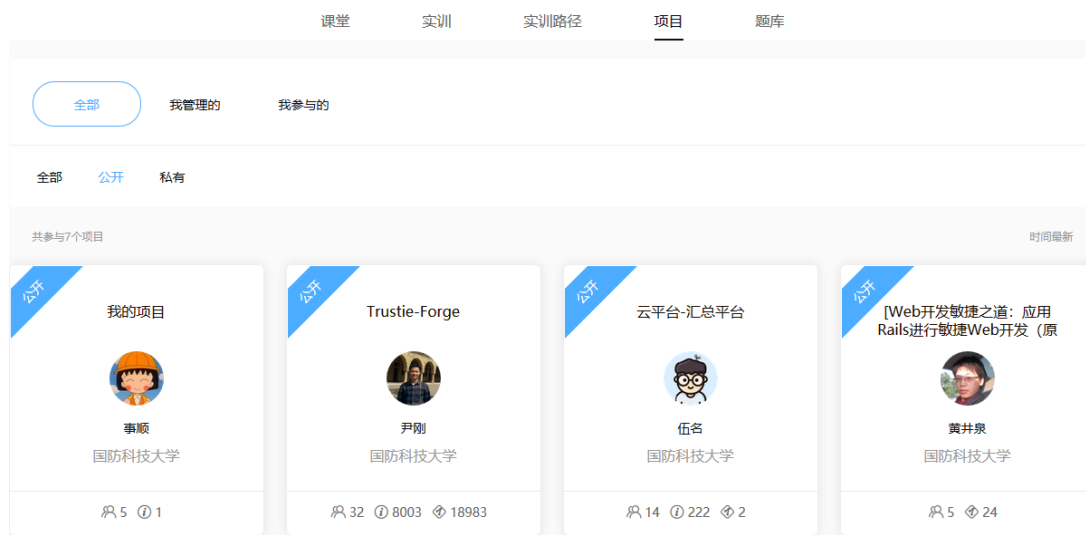 课堂 实训 实训路径 项目 题库
全部 我管理的 我参与的
全部 公开 私有
共参与7个项目 时间最新
公开 公开 公开 公开
我的项目 Trustie-Forge 云平台-汇总平台 [Web开发敏捷之道：应用
Rails进行敏捷Web开发（原
事顺 尹刚 伍名 黄井泉
国防科技大学 国防科技大学 国防科技大学 国防科技大学
5 1 32 8003 18983 14 222 2 5 24